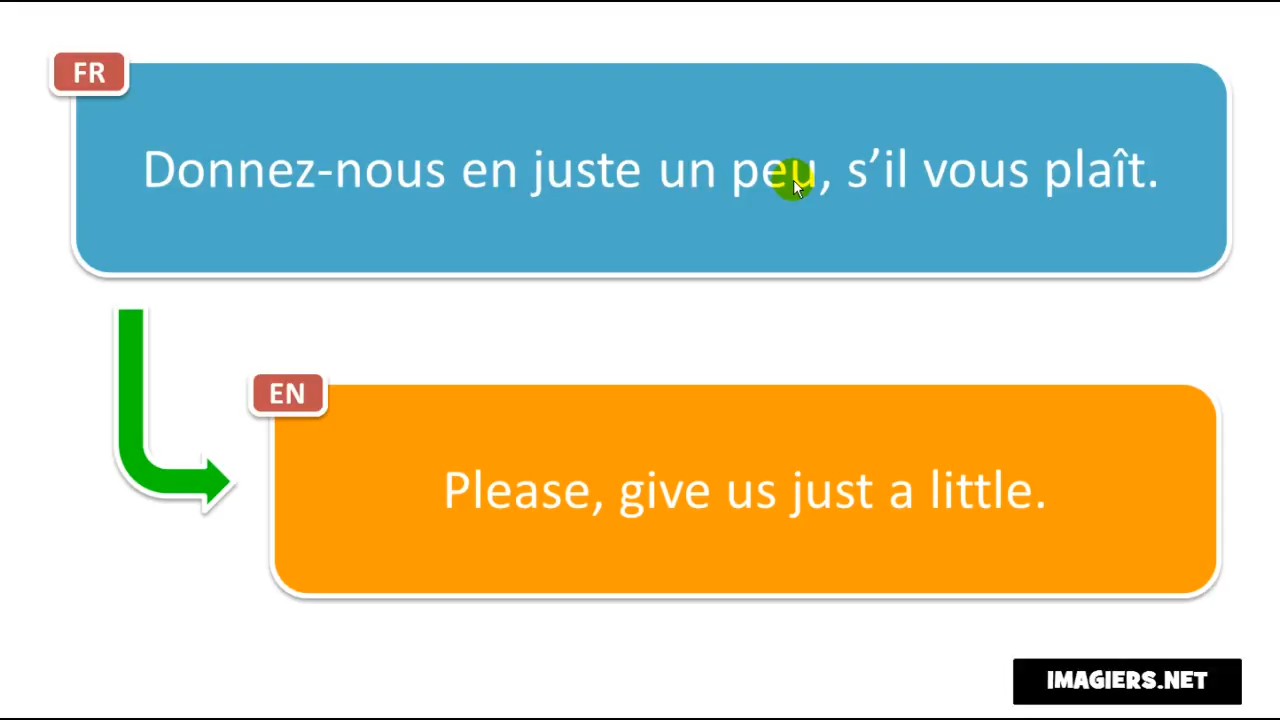 FR
Donnez-nous en juste un peu, s’il vous plaît.
EN
Please, give us just a little.
IMAGIERS.NET